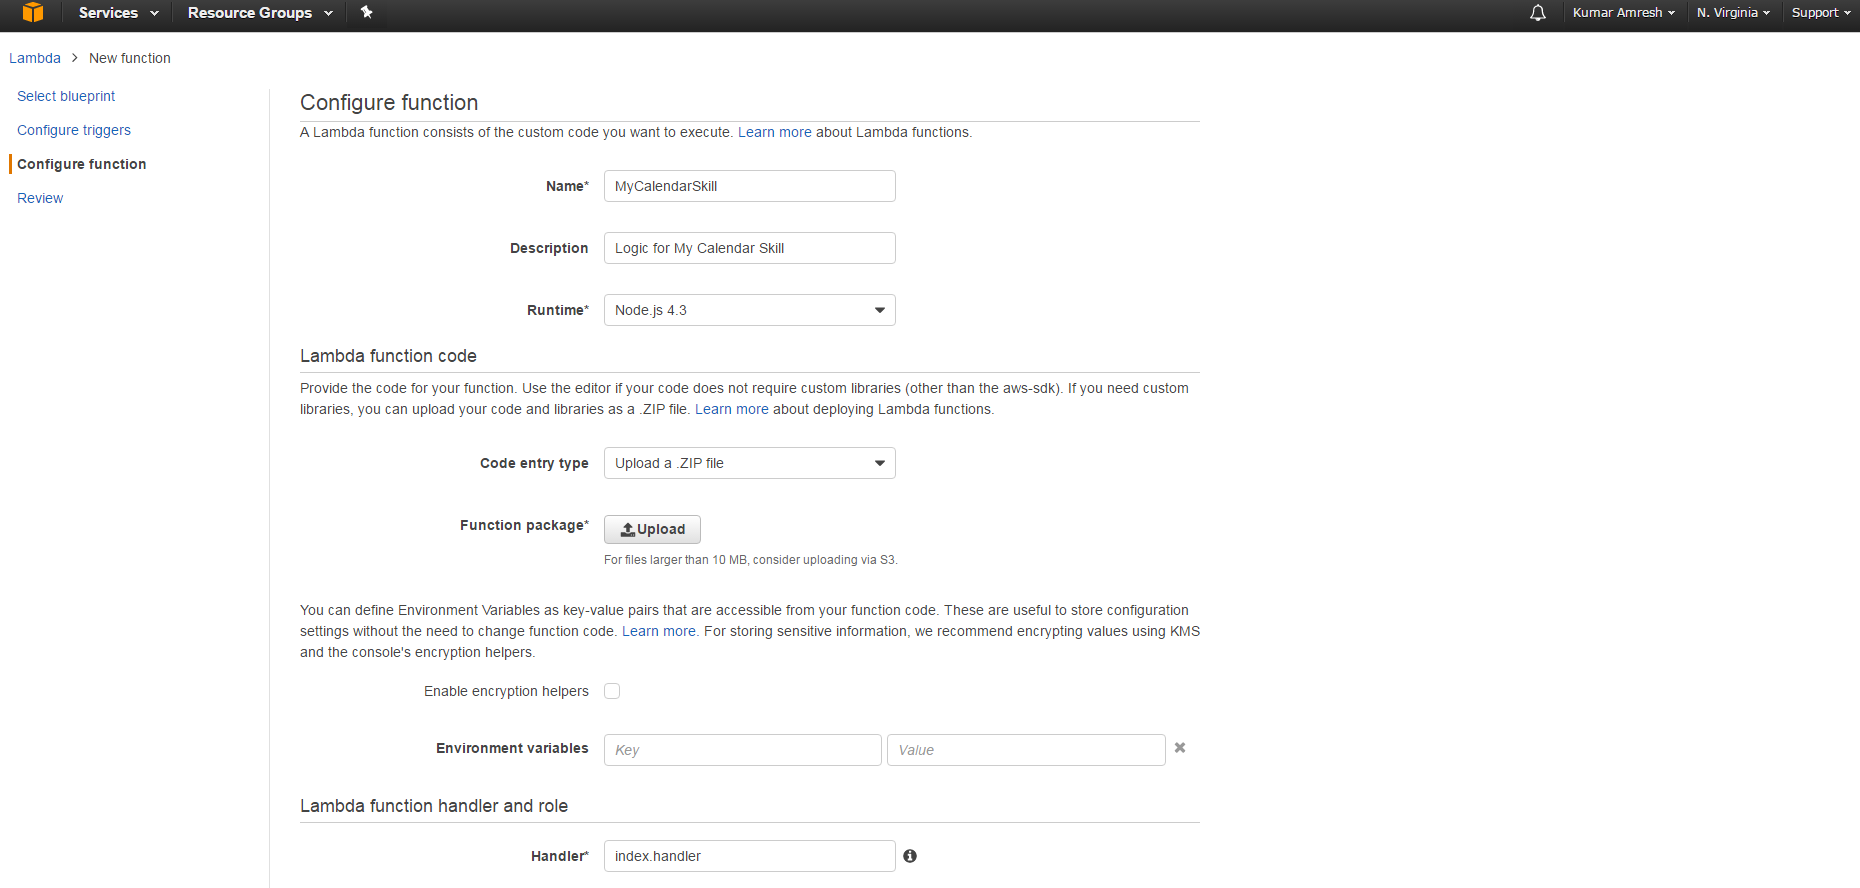 Services Resource Groups Kumar Amresh N. Virginia Support
Lambda > New function
Select blueprint
Configure triggers
Configure function
Review
Configure function
A Lambda function consists of the custom code you want to execute. Learn more about Lambda functions.
Name* MyCalendarSkill
Description Logic for My Calendar Skill
Runtime* Node.js 4.3
Lambda function code
Provide the code for your function. Use the editor if your code does not require custom libraries (other than the aws-sdk). If you need custom
libraries, you can upload your code and libraries as a .ZIP file. Learn more about deploying Lambda functions.
Code entry type Upload a .ZIP file
Function package* Upload
For files larger than 10 MB, consider uploading via S3.
You can define Environment Variables as key-value pairs that are accessible from your function code. These are useful to store configuration
settings without the need to change function code. Learn more. For storing sensitive information, we recommend encrypting values using KMS
and the console's encryption helpers.
Enable encryption helpers
Environment variables Key Value
Lambda function handler and role
Handler* index.handler